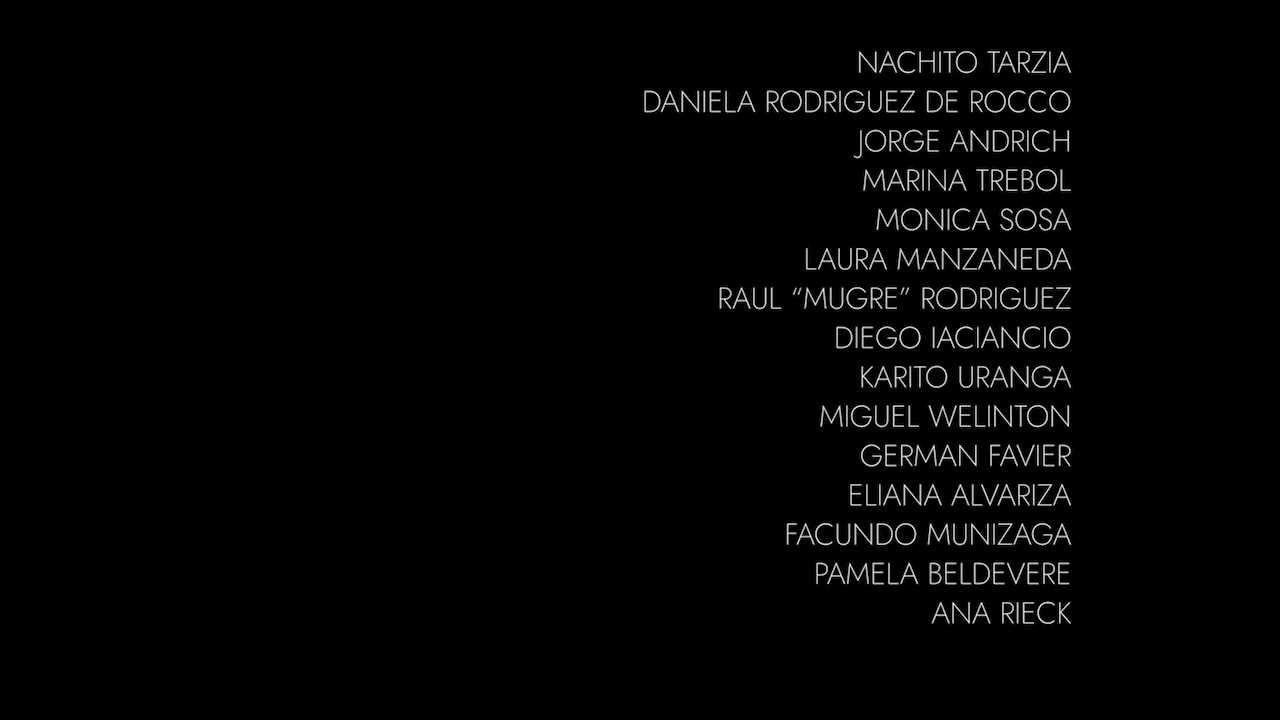 NACHITO TARZIA
DANIELA RODRIGUEZ DE ROCCO
JORGE ANDRICH
MARINA TREBOL
MONICA SOSA
LAURA MANZANEDA
RAUL “MUGRE” RODRIGUEZ
DIEGO IACIANCIO
KARITO URANGA
MIGUEL WELINTON
GERMAN FAVIER
ELIANA ALVARIZA
FACUNDO MUNIZAGA
PAMELA BELDEVERE
ANA RIECK